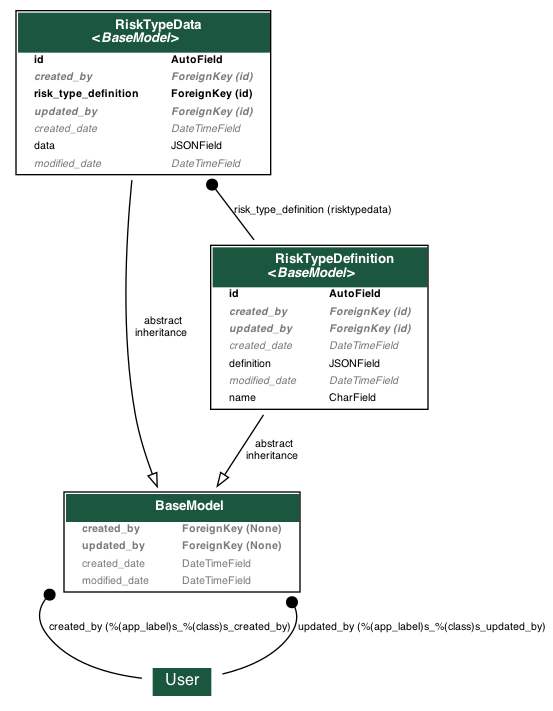 RiskTypeData
<BaseModel>
id AutoField
created_by ForeignKey (id)
risk_type_definition ForeignKey (id)
updated_by ForeignKey (id)
created_date DateTimeField
data JSONField
modified_date DateTimeField
risk_type_definition (risktypedata)
RiskTypeDefinition
<BaseModel>
id AutoField
created_by ForeignKey (id)
updated_by ForeignKey (id)
created_date DateTimeField
definition JSONField
modified_date DateTimeField
name CharField
abstract
inheritance
abstract
inheritance
BaseModel
created_by ForeignKey (None)
updated_by ForeignKey (None)
created_date DateTimeField
modified_date DateTimeField
created_by (%(app_label)s_%(class)s_created_by)
updated_by (%(app_label)s_%(class)s_updated_by)
User